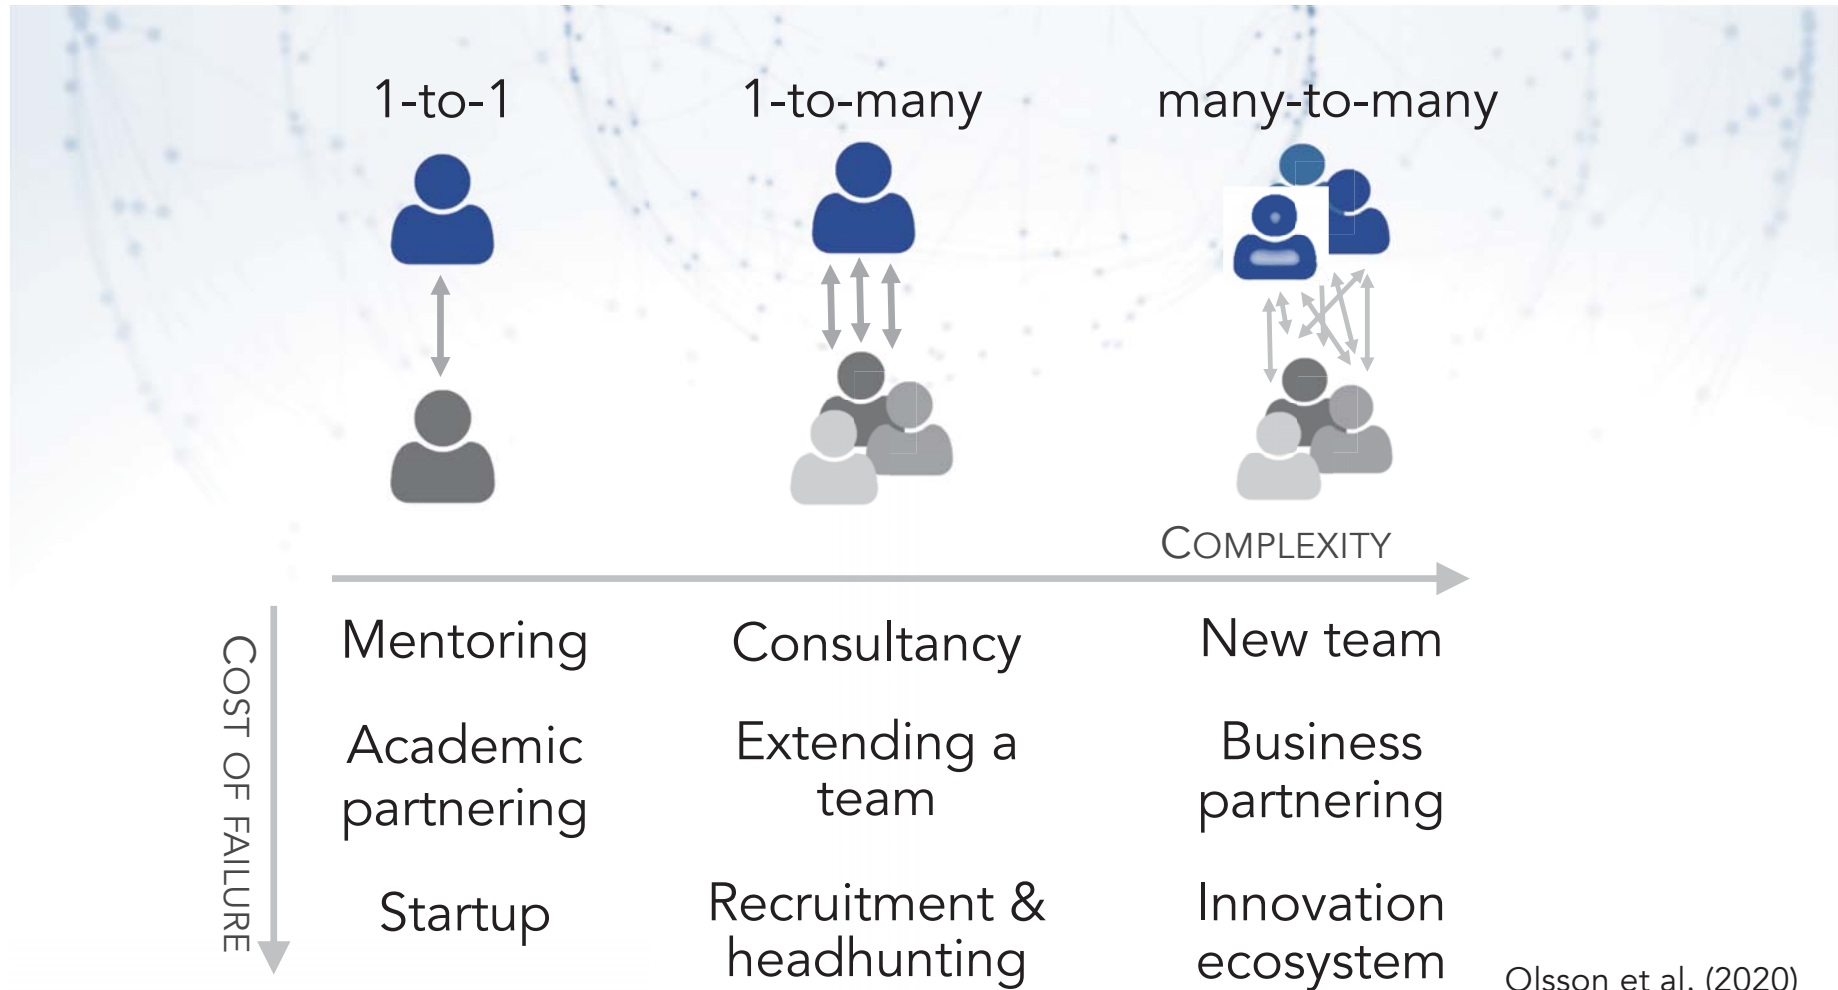 1-to-1
1-to-many
many-to-many
COMPLEXITY
COST OF FAILURE
Mentoring
Consultancy
New team
Academic
partnering
Extending a
team
Business
partnering
Startup
Recruitment &
headhunting
Innovation
ecosystem
Olsson et al. (2020)